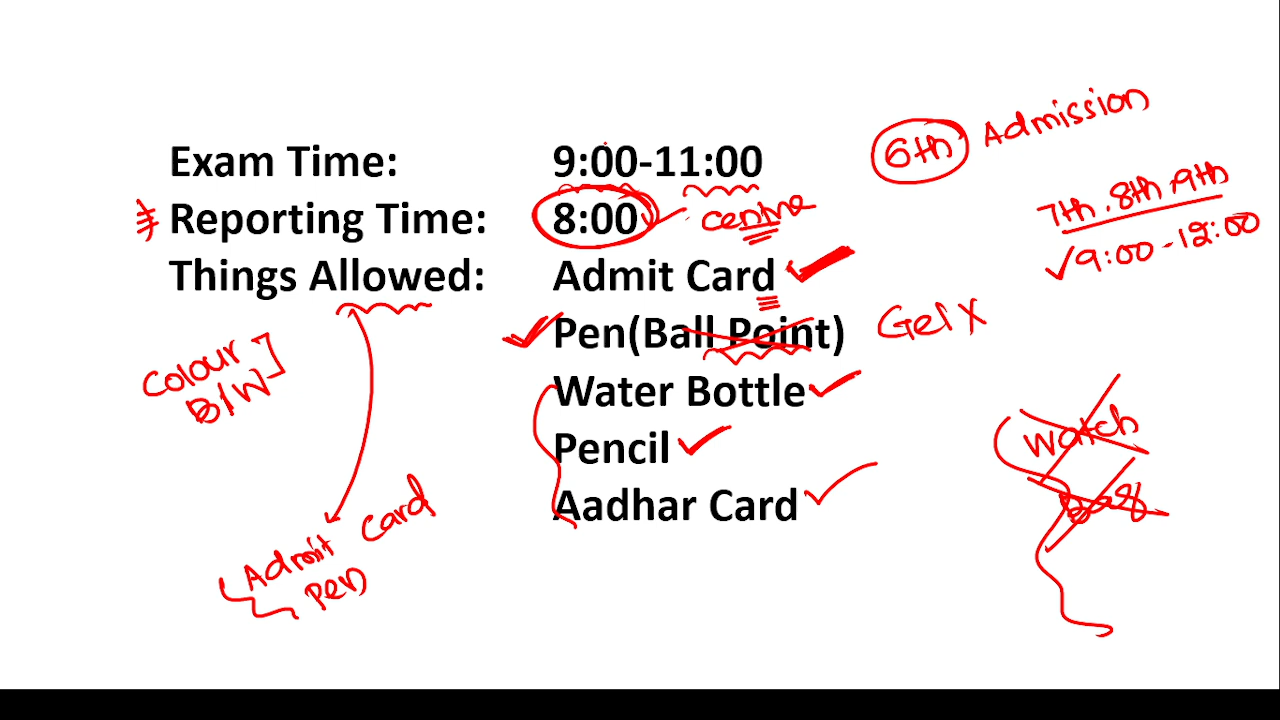 Exam Time: 9:00-11:00
6th Admission
Reporting Time: 8:00 centre
7th. 8th. 9th
9:00 - 12:00
Things Allowed: Admit Card
Pen(Ball Point) Gel X
Colour
B/W
Water Bottle
Watch
Pencil
Bag
Aadhar Card
Admit Card
Pen